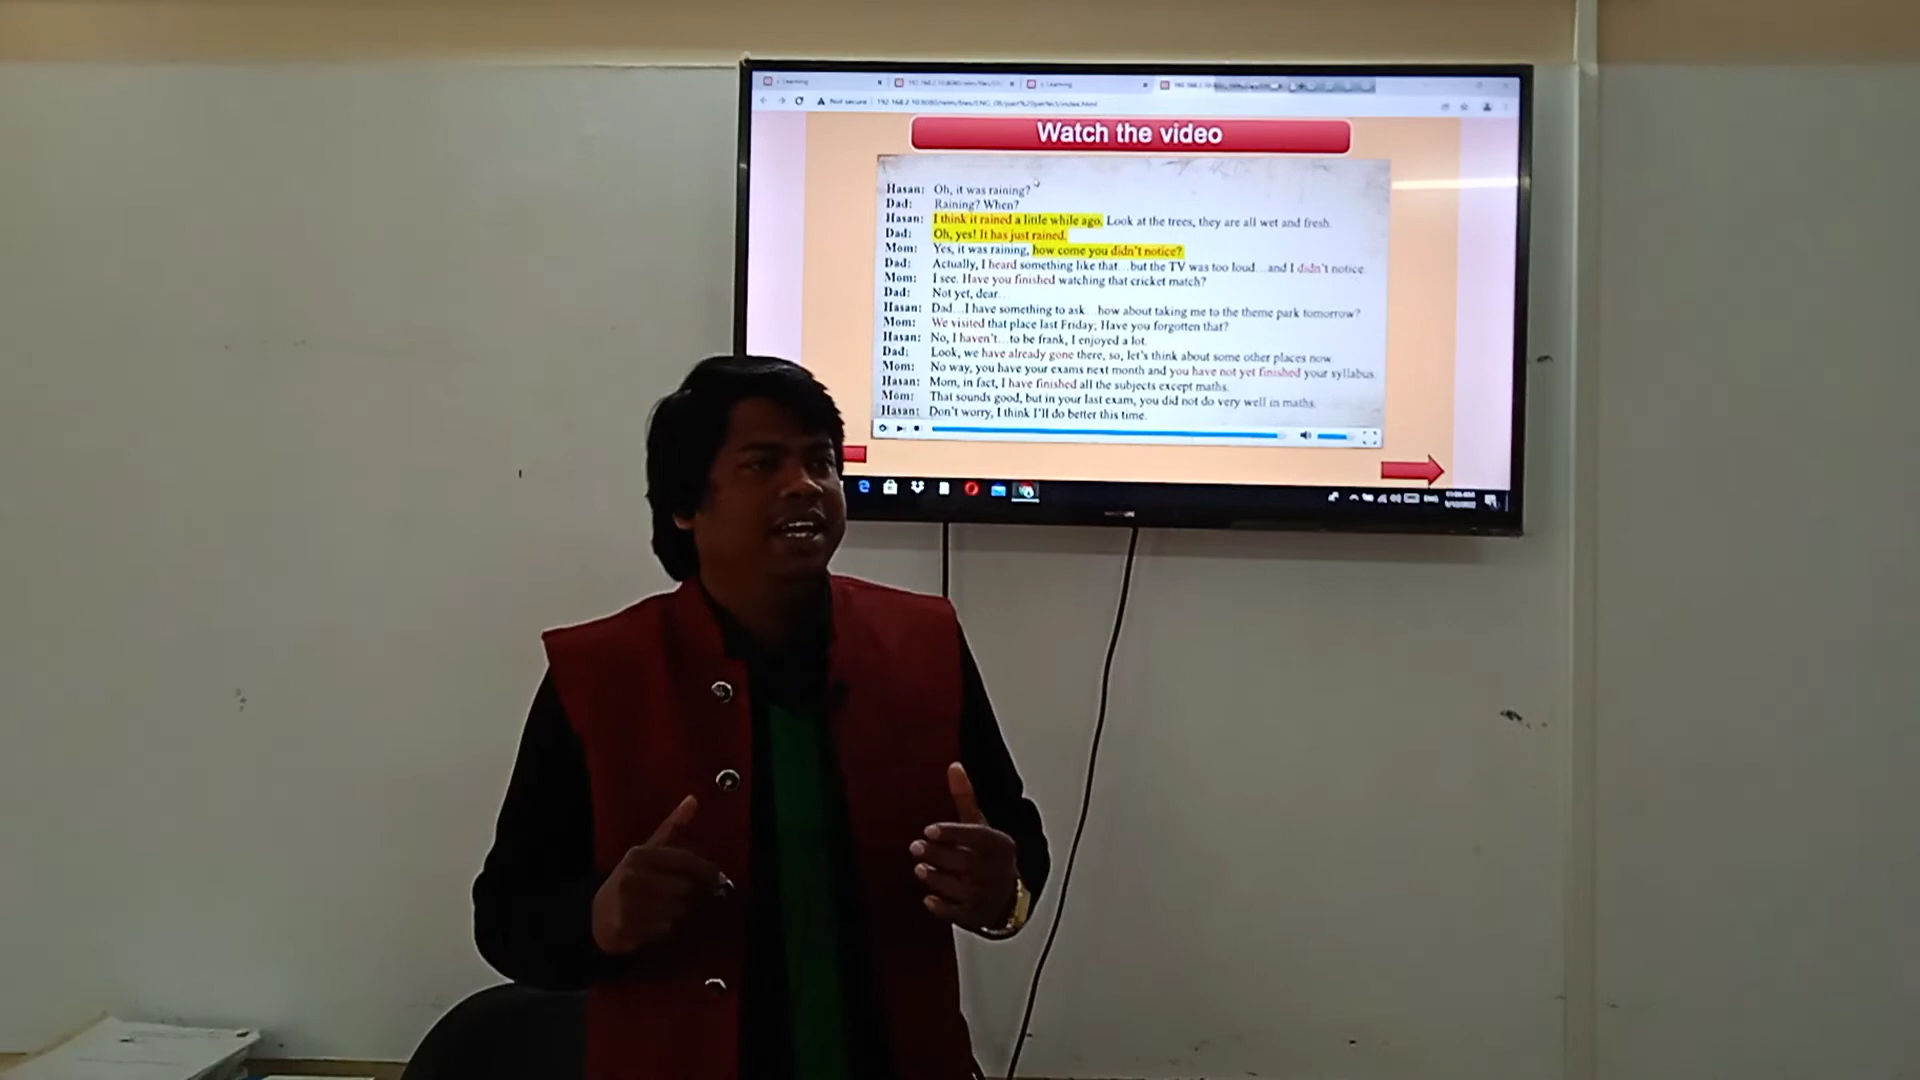 e Learning
e Learning
Not secure
Watch the video
Hasan: Oh, it was raining?
Dad: Raining? When?
Hasan: I think it rained a little while ago. Look at the trees, they are all wet and fresh.
Dad: Oh, yes! It has just rained.
Mom: Yes, it was raining, how come you didn't notice?
Dad: Actually, I heard something like that...but the TV was too loud...and I didn't notice.
Mom: I see. Have you finished watching that cricket match?
Dad: Not yet, dear...
Hasan: Dad...I have something to ask...how about taking me to the theme park tomorrow?
Mom: We visited that place last Friday; Have you forgotten that?
Hasan: No, I haven't...to be frank, I enjoyed a lot.
Dad: Look, we have already gone there, so, let's think about some other places now.
Mom: No way, you have your exams next month and you have not yet finished your syllabus.
Hasan: Mom, in fact, I have finished all the subjects except maths.
Mom: That sounds good, but in your last exam, you did not do very well in maths.
Hasan: Don't worry, I think I'll do better this time.
ENG